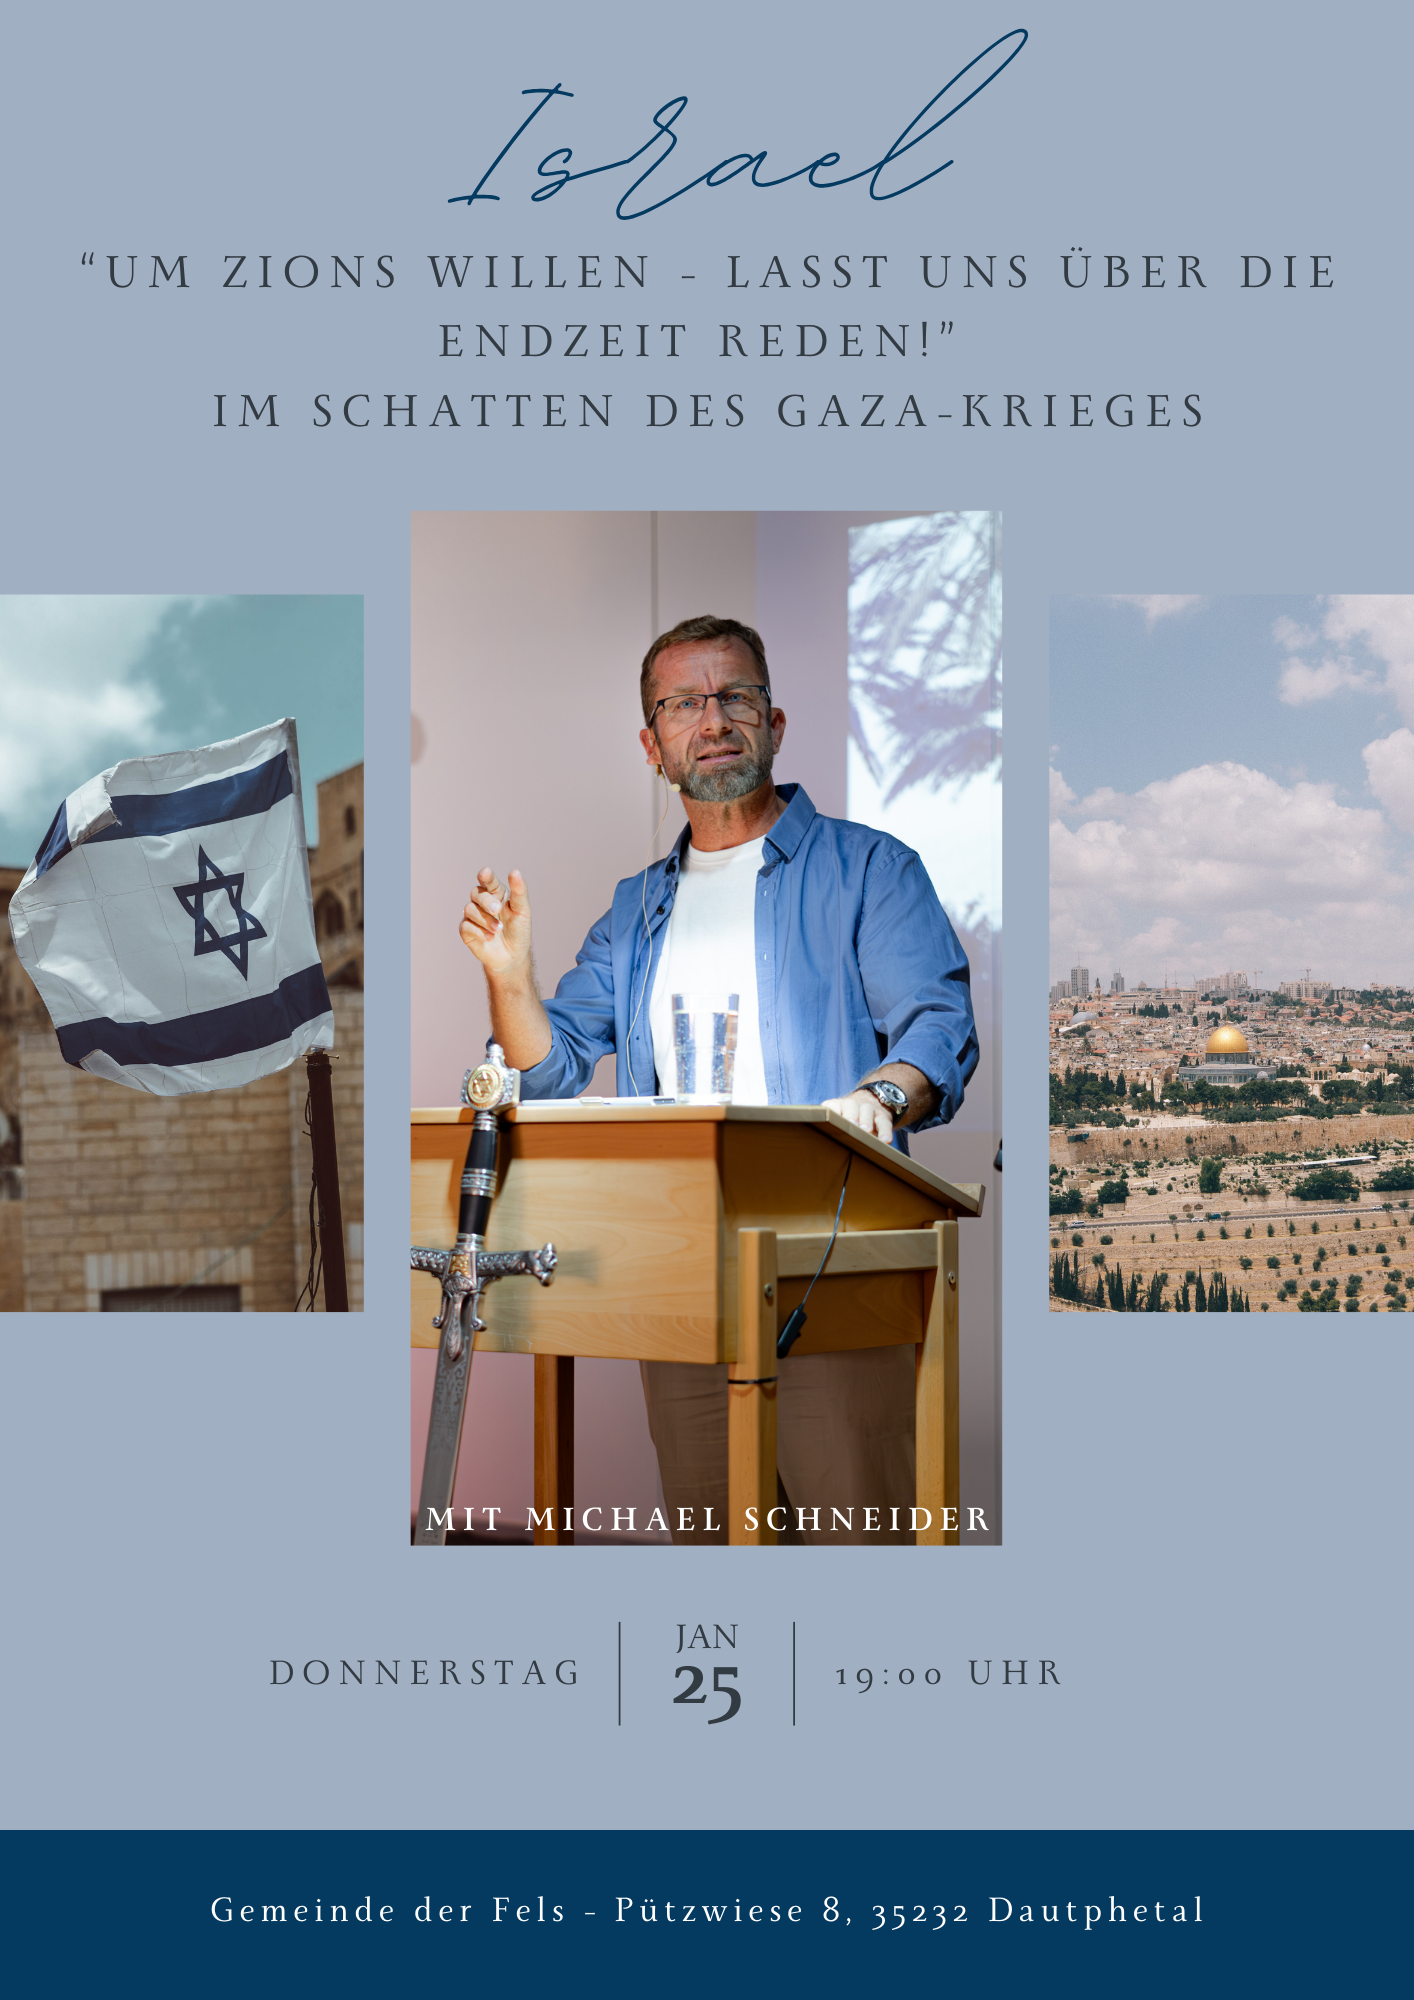 Israel
“UM ZIONS WILLEN - LASST UNS ÜBER DIE
ENDZEIT REDEN!”
IM SCHATTEN DES GAZA-KRIEGES
MIT MICHAEL SCHNEIDER
DONNERSTAG
JAN
25
19:00 UHR
Gemeinde der Fels - Pützwiese 8, 35232 Dautphetal